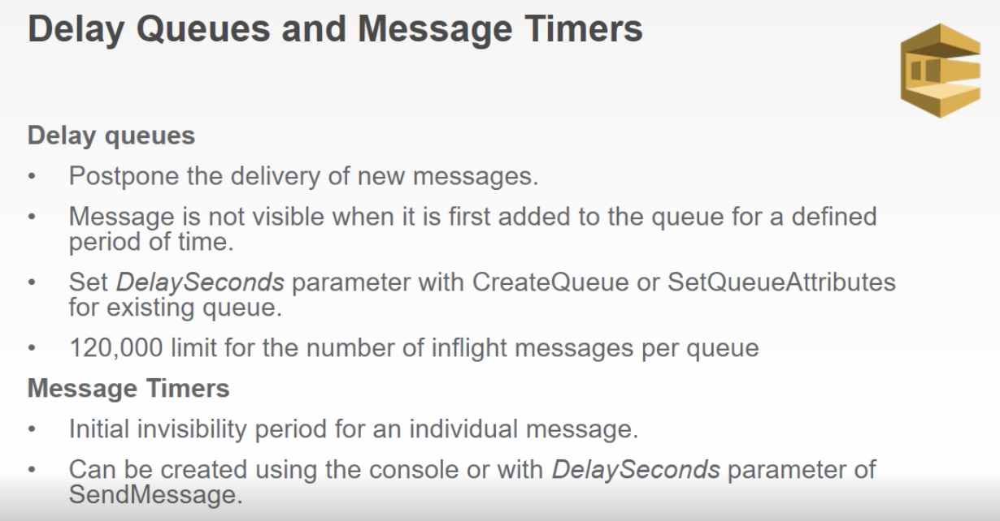 Delay Queues and Message Timers
Delay queues
• Postpone the delivery of new messages.
• Message is not visible when it is first added to the queue for a defined
period of time.
• Set DelaySeconds parameter with CreateQueue or SetQueueAttributes
for existing queue.
• 120,000 limit for the number of inflight messages per queue
Message Timers
• Initial invisibility period for an individual message.
• Can be created using the console or with DelaySeconds parameter of
SendMessage.